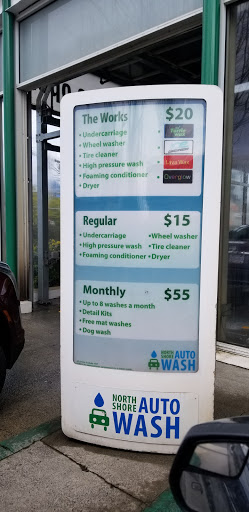 The Works $20
• Undercarriage
• Wheel washer
• Tire cleaner
• High pressure wash
• Foaming conditioner
• Dryer
Regular $15
• Undercarriage • Wheel washer
• High pressure wash • Tire cleaner
• Foaming conditioner • Dryer
Monthly $55
• Up to 8 washes a month
• Detail Kits
• Free mat washes
• Dog wash
NORTH SHORE AUTO WASH
NORTH
SHORE AUTO
WASH